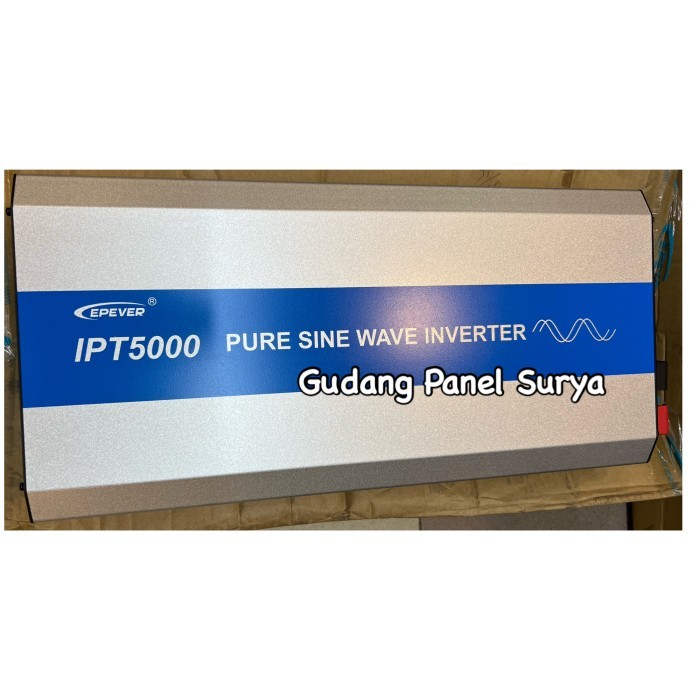 EPEVER®
IPT5000 PURE SINE WAVE INVERTER
Gudang Panel Surya